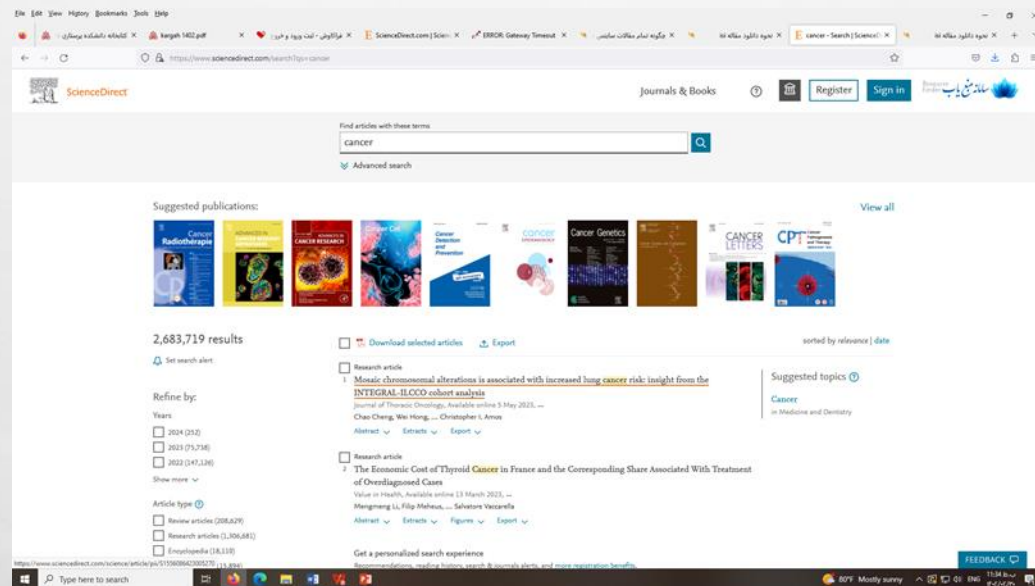 File Edit View History Bookmarks Tools Help
kargah 1402.pdf
ScienceDirect.com | Scienc
ERROR: Gateway Timeout
cancer - Search | ScienceD
https://www.sciencedirect.com/search?qs=cancer
ScienceDirect
Journals & Books
Register
Sign in
سامانه منبع یاب
Find articles with these terms
cancer
Advanced search
Suggested publications:
View all
Cancer
Radiothérapie
ADVANCES IN
CANCER RESEARCH
Cancer Cell
Cancer
Detection
and
Prevention
cancer
EPIDEMIOLOGY
Cancer Genetics
CANCER
LETTERS
CPT
2,683,719 results
Set search alert
Download selected articles Export
sorted by relevance | date
Refine by:
Years
2024 (252)
2023 (75,738)
2022 (147,126)
Show more
Article type
Review articles (208,629)
Research articles (1,306,681)
Encyclopedia (18,110)
Research article
1 Mosaic chromosomal alterations is associated with increased lung cancer risk: insight from the
INTEGRAL-ILCCO cohort analysis
Journal of Thoracic Oncology, Available online 5 May 2023, ...
Chao Cheng, Wei Hong, ... Christopher I. Amos
Abstract Extracts Export
Research article
2 The Economic Cost of Thyroid Cancer in France and the Corresponding Share Associated With Treatment
of Overdiagnosed Cases
Value in Health, Available online 13 March 2023, ...
Mengmeng Li, Filip Meheus, ... Salvatore Vaccarella
Abstract Extracts Figures Export
Get a personalized search experience
Recommendations, reading history, search & journals alerts, and more registration benefits.
Suggested topics
Cancer
in Medicine and Dentistry
FEEDBACK
Type here to search
80°F Mostly sunny
ENG